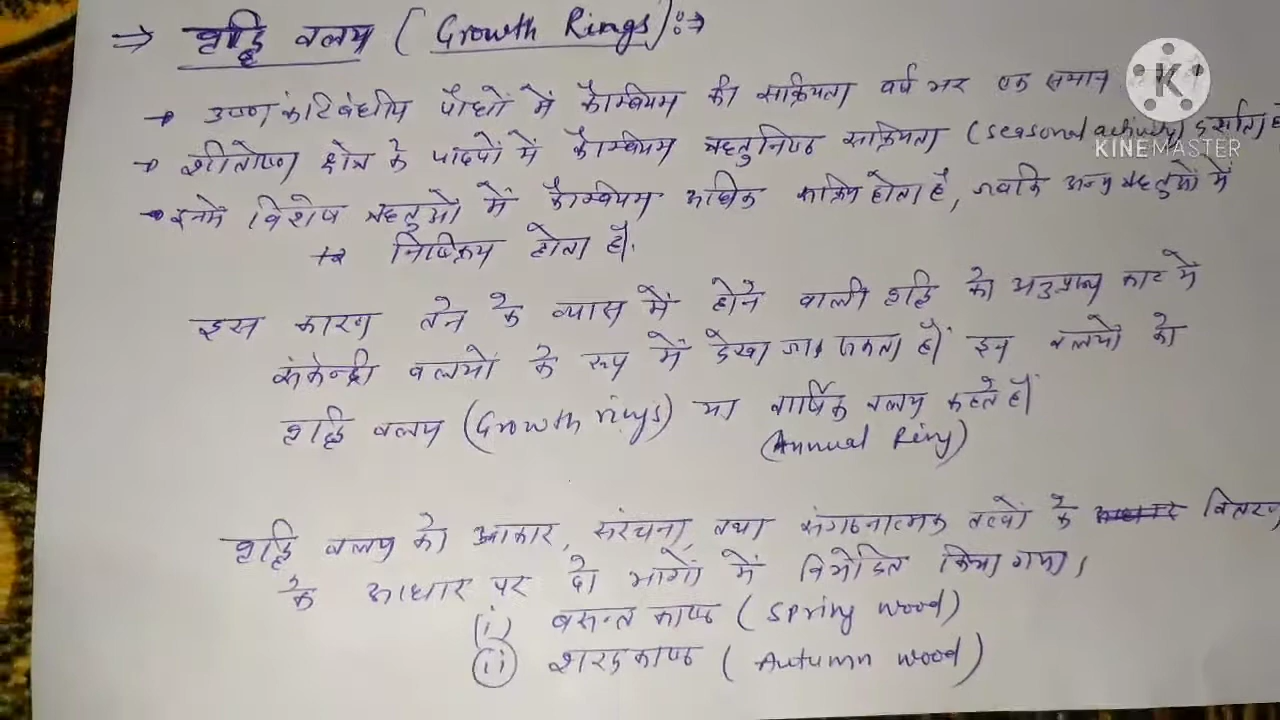 ⇒ वृद्धि वलय ( Growth Rings ) :→
→ उष्ण कटिबंधीय पौधों में कैम्बियम की सक्रियता वर्ष भर एक समान
→ शीतोष्ण क्षेत्र के पादपों में कैम्बियम ऋतुनिष्ठ सक्रियता (Seasonal activity) दर्शाता है
→ इनमें विशेष ऋतुओं में कैम्बियम अधिक सक्रिय होता है, जबकि अन्य ऋतुओं में
निष्क्रिय होता है।
इस कारण तने के व्यास में होने वाली वृद्धि को अनुप्रस्थ काट में
संकेन्द्री वलयों के रूप में देखा जा सकता है। इन वलयों को
वृद्धि वलय (Growth rings) या वार्षिक वलय कहते हैं।
(Annual Ring)
वृद्धि वलय को आकार, संरचना, तथा संगठनात्मक तत्वों के वितरण
के आधार पर दो भागों में विभेदित किया गया,
(i) बसन्त काष्ठ ( Spring wood)
(ii) शरदकाष्ठ ( Autumn wood)
KINEMASTER